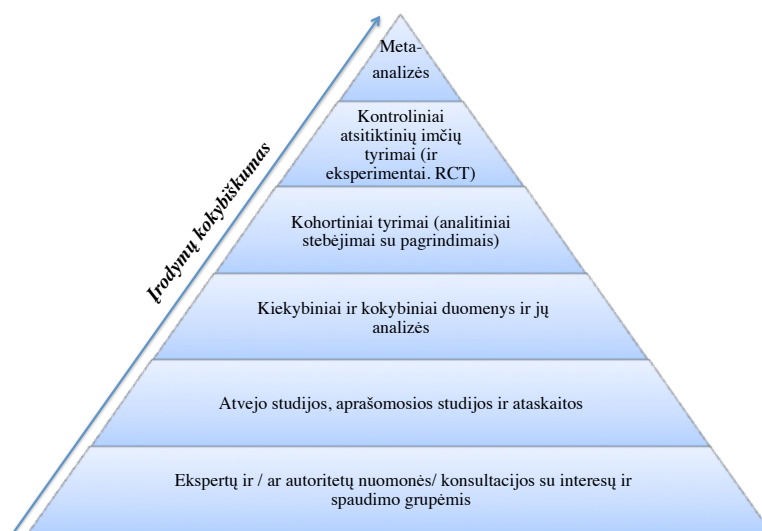 Meta-
analizės
Kontroliniai
atsitiktinių imčių
tyrimai (ir
eksperimentai. RCT)
Įrodymų kokybiškumas
Kohortiniai tyrimai (analitiniai
stebėjimai su pagrindimais)
Kiekybiniai ir kokybiniai duomenys ir jų
analizės
Atvejo studijos, aprašomosios studijos ir ataskaitos
Ekspertų ir / ar autoritetų nuomonės/ konsultacijos su interesų ir
spaudimo grupėmis